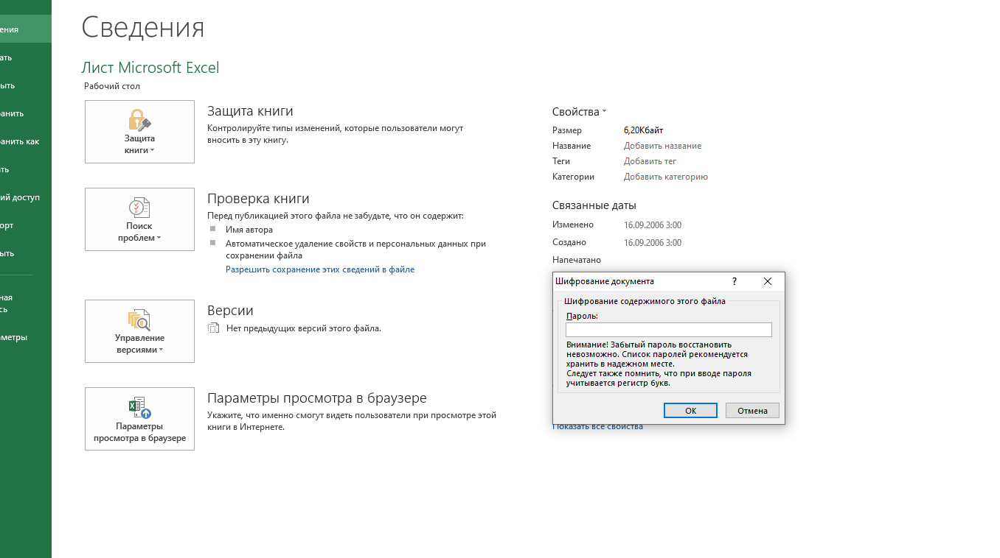 ения
ать
ыть
ранить
ранить как
ть
ий доступ
орт
ыть
ная
сь
метры
Сведения
Лист Microsoft Excel
Рабочий стол
Защита
книги
Защита книги
Контролируйте типы изменений, которые пользователи могут
вносить в эту книгу.
Поиск
проблем
Проверка книги
Перед публикацией этого файла не забудьте, что он содержит:
Имя автора
Автоматическое удаление свойств и персональных данных при
сохранении файла
Разрешить сохранение этих сведений в файле
Управление
версиями
Версии
Нет предыдущих версий этого файла.
Параметры
просмотра в браузере
Параметры просмотра в браузере
Укажите, что именно смогут видеть пользователи при просмотре этой
книги в Интернете.
Свойства
Размер 6,20Кбайт
Название Добавить название
Теги Добавить тег
Категории Добавить категорию
Связанные даты
Изменено 16.09.2006 3:00
Создано 16.09.2006 3:00
Напечатано
Шифрование документа ?
Шифрование содержимого этого файла
Пароль:
Внимание! Забытый пароль восстановить
невозможно. Список паролей рекомендуется
хранить в надежном месте.
Следует также помнить, что при вводе пароля
учитывается регистр букв.
ОК Отмена
Показать все свойства